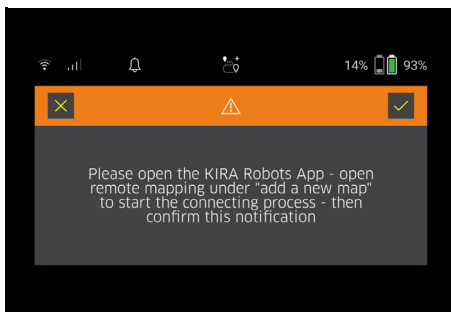 14% 93%
Please open the KIRA Robots App - open
remote mapping under "add a new map"
to start the connecting process - then
confirm this notification